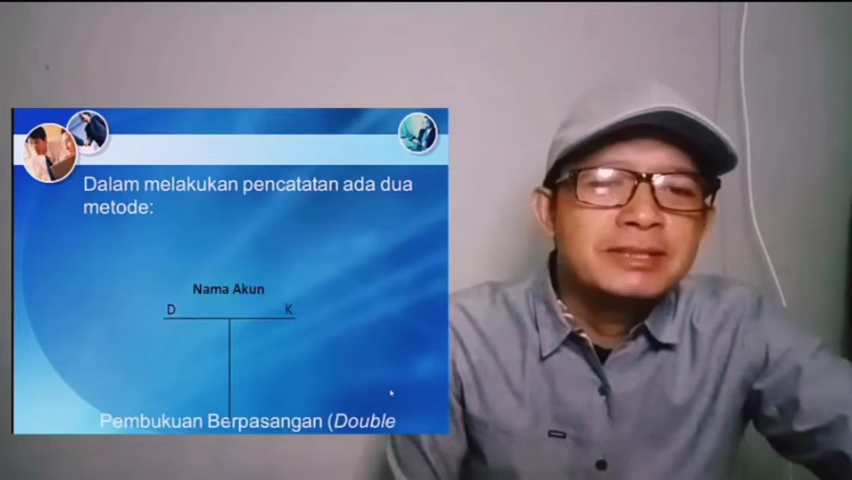 Dalam melakukan pencatatan ada dua
metode:
Nama Akun
D K
Pembukuan Berpasangan (Double